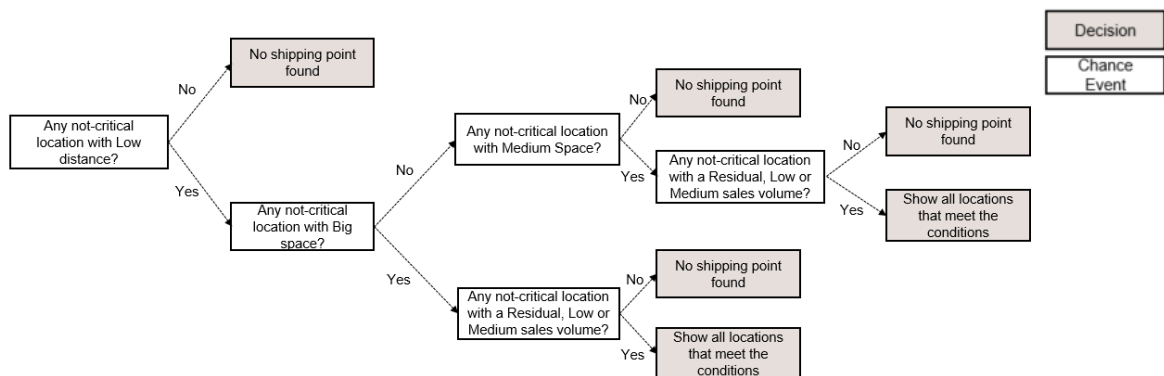 Decision
Chance
Event
No shipping point
found
No
Any not-critical
location with Low
distance?
Yes
Any not-critical
location with Big
space?
No
Any not-critical location
with Medium Space?
No
No shipping point
found
Yes
Any not-critical location
with a Residual, Low or
Medium sales volume?
No
No shipping point
found
Yes
Show all locations
that meet the
conditions
Yes
Any not-critical location
with a Residual, Low or
Medium sales volume?
No
No shipping point
found
Yes
Show all locations
that meet the
conditions